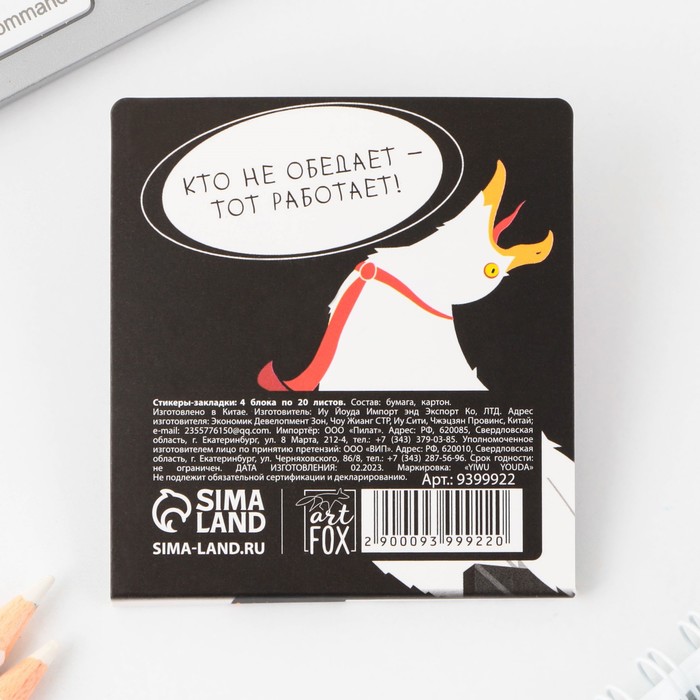 ommand
КТО НЕ ОБЕДАЕТ –
ТОТ РАБОТАЕТ!
Стикеры-закладки: 4 блока по 20 листов. Состав: бумага, картон.
Изготовлено в Китае. Изготовитель: Иу Йоуда Импорт энд Экспорт Ко, ЛТД. Адрес
изготовителя: Экономик Девелопмент Зон, Чоу Жианг СТР, Иу Сити, Чжэцзян Провинс, Китай;
e-mail: 2355776150@qq.com. Импортёр: ООО «Пилат». Адрес: РФ, 620085, Свердловская
область, г. Екатеринбург, ул. 8 Марта, 212-4, тел.: +7 (343) 379-03-85. Уполномоченное
изготовителем лицо по принятию претензий: ООО «ВИП». Адрес: РФ, 620010, Свердловская
область, г. Екатеринбург, ул. Черняховского, 86/8, тел.: +7 (343) 287-56-96. Срок годности:
не ограничен. ДАТА ИЗГОТОВЛЕНИЯ: 02.2023. Маркировка: «YIWU YOUDA»
Не подлежит обязательной сертификации и декларированию.
Арт.: 9399922
SIMA
LAND
SIMA-LAND.RU
art
FOX
2 900093 999220